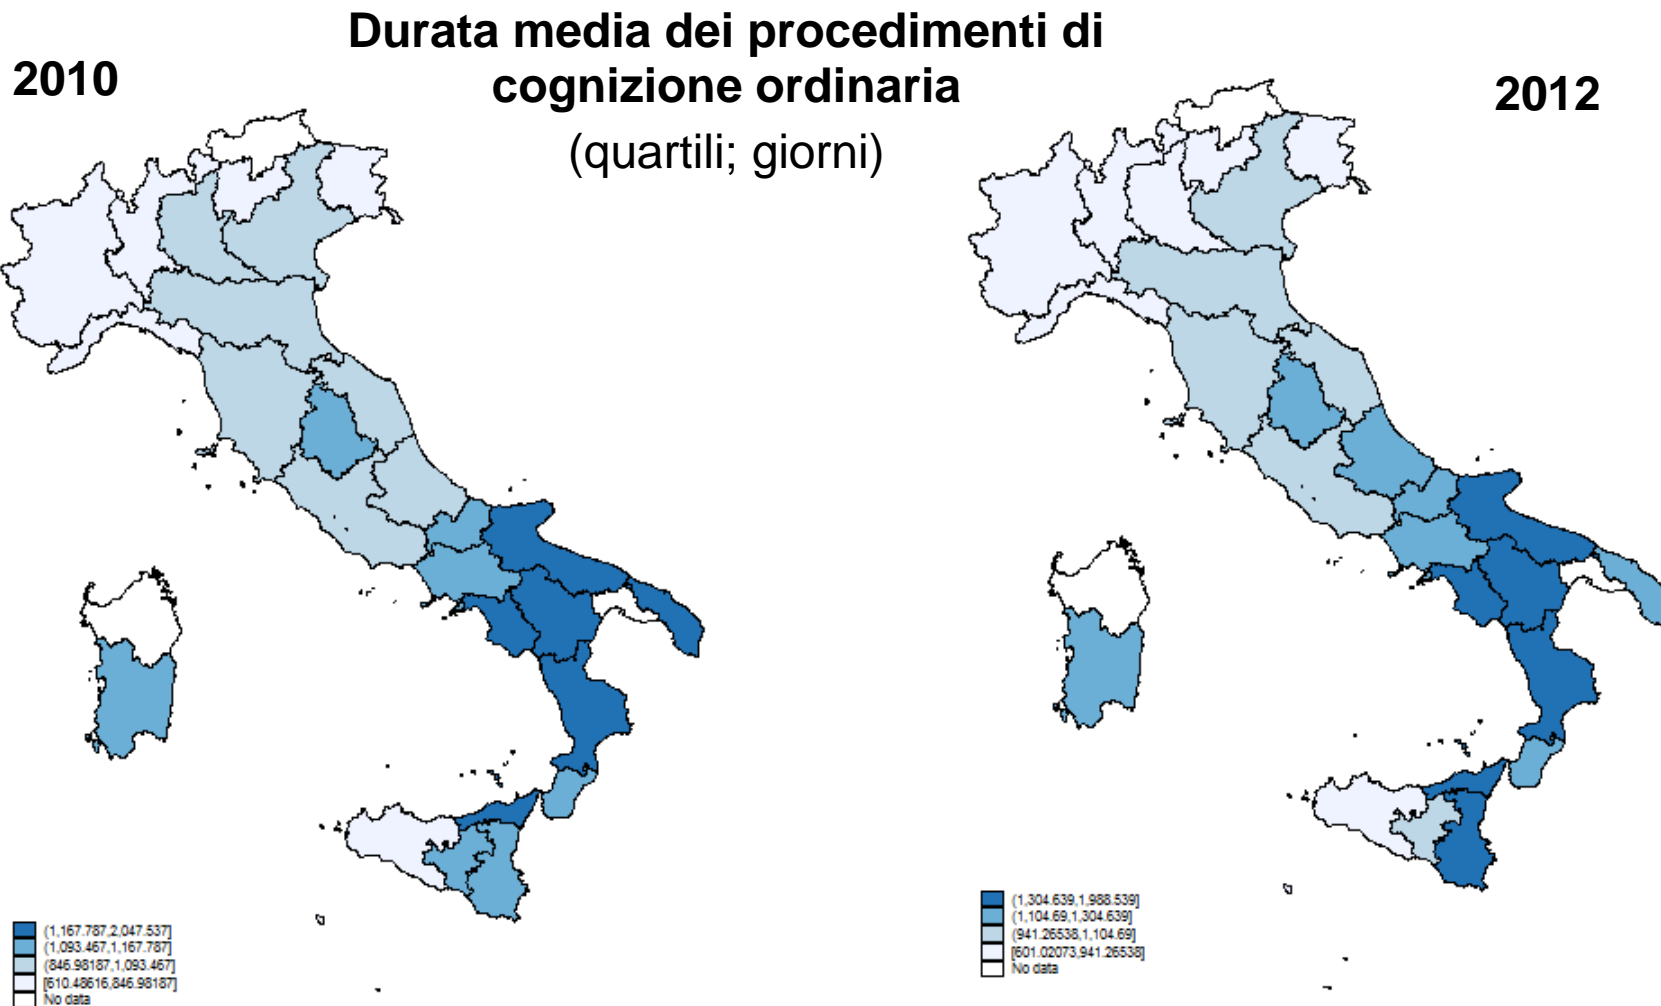 Durata media dei procedimenti di
cognizione ordinaria
(quartili; giorni)
2010
2012
(1,167.787,2,047.537]
(1,093.467,1,167.787]
(846.98187,1,093.467]
[610.48616,846.98187]
No data
(1,304.639,1,988.539]
(1,104.69,1,304.639]
(941.26538,1,104.69]
[601.02073,941.26538]
No data